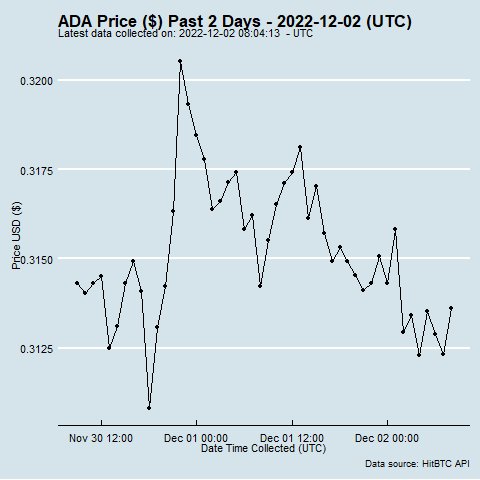 ADA Price ($) Past 2 Days - 2022-12-02 (UTC)
Latest data collected on: 2022-12-02 08:04:13  - UTC
0.3200
0.3175
0.3150
0.3125
Price USD ($)
Nov 30 12:00
Dec 01 00:00
Dec 01 12:00
Dec 02 00:00
Date Time Collected (UTC)
Data source: HitBTC API